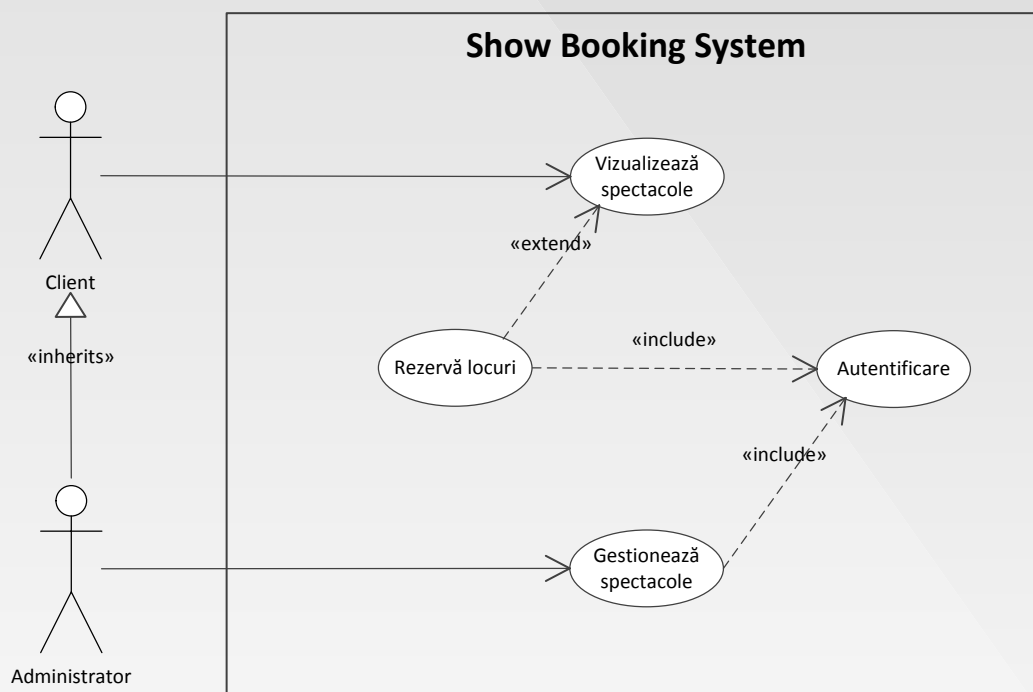 Show Booking System
Vizualizează
spectacole
«extend»
Client
«inherits»
Rezervă locuri
«include»
Autentificare
«include»
Gestionează
spectacole
Administrator